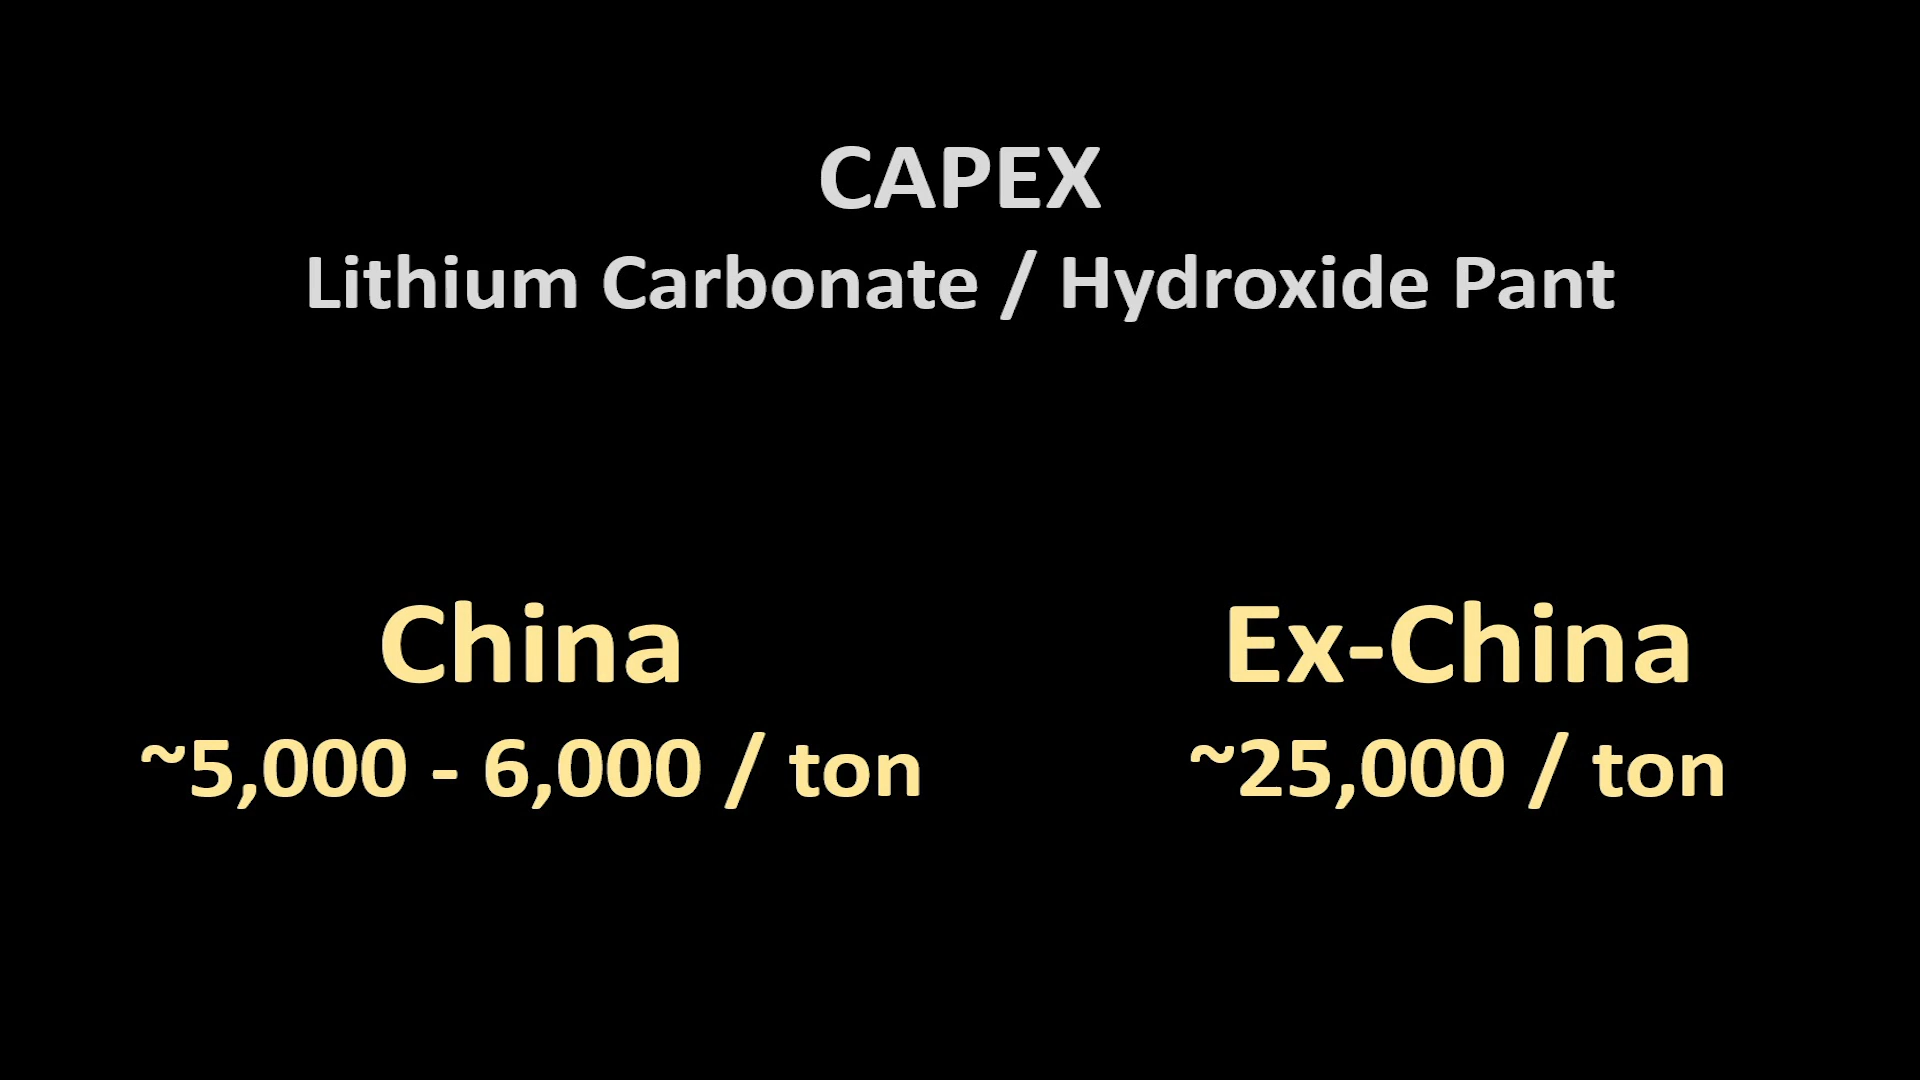 CAPEX
Lithium Carbonate / Hydroxide Pant
China
~5,000 - 6,000 / ton
Ex-China
~25,000 / ton